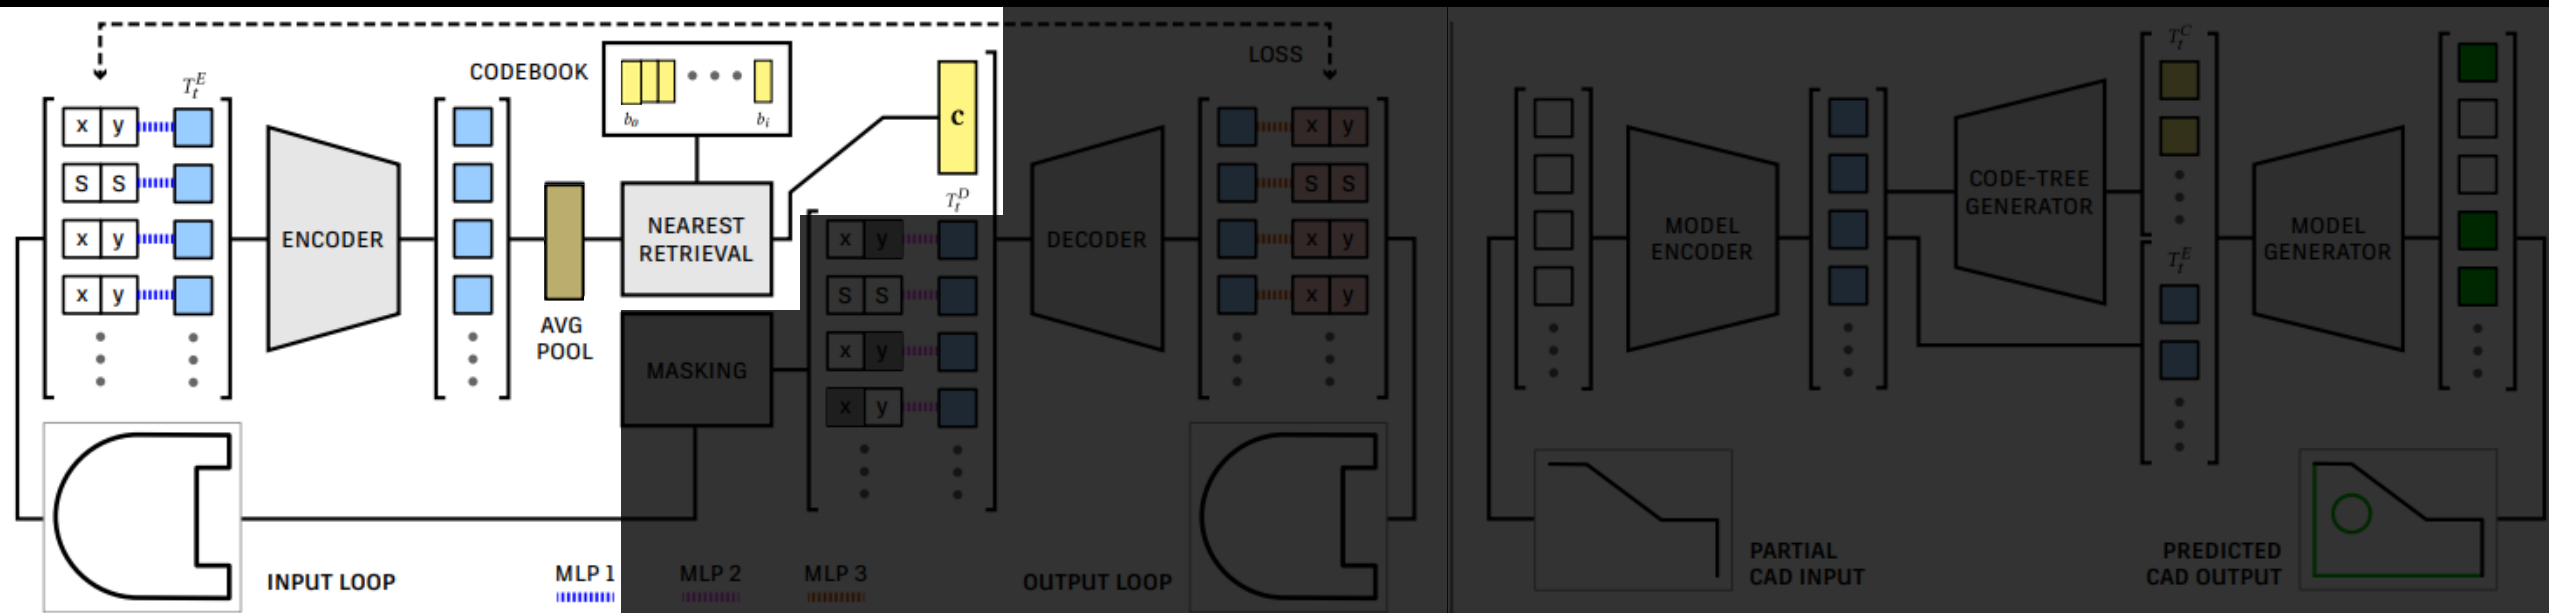 LOSS
CODEBOOK
b₀ b_i
c
T_t^E
T_t^D
T_t^C
x y
S S
x y
x y
ENCODER
AVG
POOL
NEAREST
RETRIEVAL
MASKING
x y
S S
x y
x y
DECODER
x y
S S
x y
x y
MODEL
ENCODER
CODE-TREE
GENERATOR
T_t^E
MODEL
GENERATOR
INPUT LOOP
MLP 1
MLP 2
MLP 3
OUTPUT LOOP
PARTIAL
CAD INPUT
PREDICTED
CAD OUTPUT